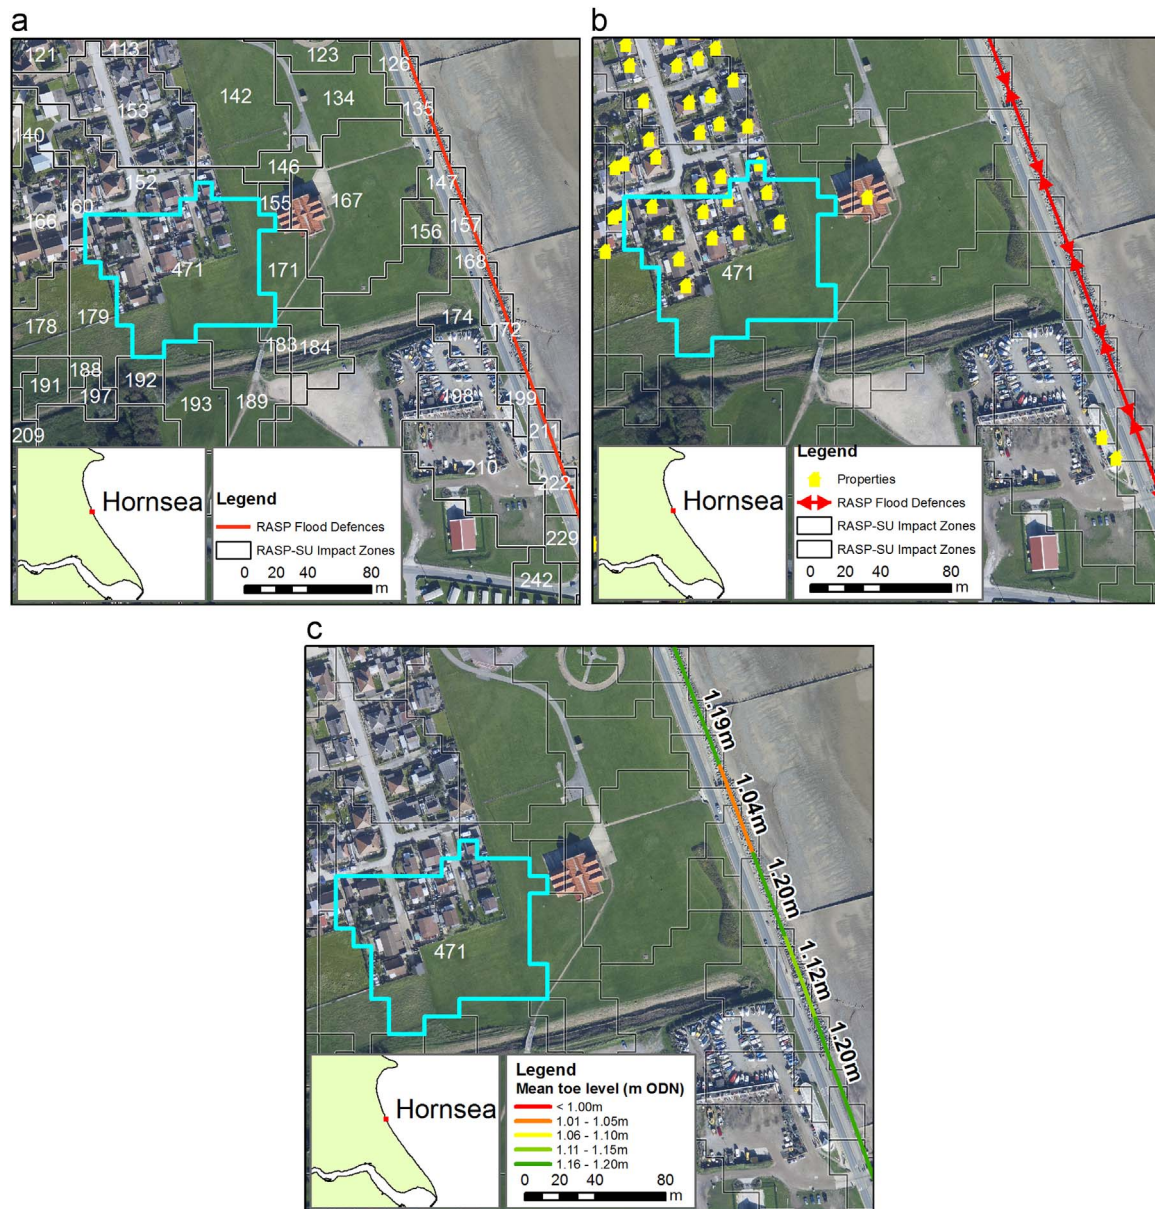 a
121
113
123
126
142
134
153
135
140
146
152
147
155
167
160
166
157
156
471
171
168
178
179
174
172
183
184
188
191
192
197
198
199
193
189
209
211
210
222
229
242
Hornsea
Legend
RASP Flood Defences
RASP-SU Impact Zones
0 20 40 80
m
b
471
Hornsea
Legend
Properties
RASP Flood Defences
RASP-SU Impact Zones
RASP-SU Impact Zones
0 20 40 80
m
c
1.19m
1.04m
1.20m
1.12m
1.20m
471
Hornsea
Legend
Mean toe level (m ODN)
< 1.00m
1.01 - 1.05m
1.06 - 1.10m
1.11 - 1.15m
1.16 - 1.20m
0 20 40 80
m